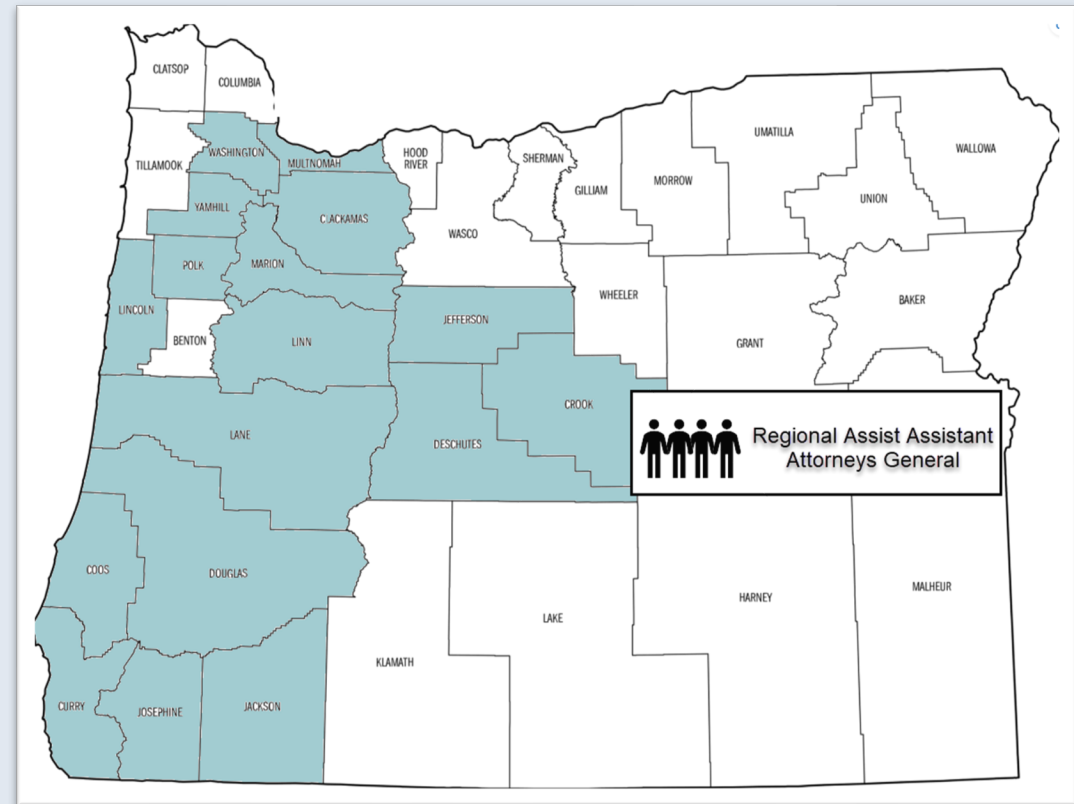 CLATSOP
COLUMBIA
TILLAMOOK
WASHINGTON
MULTNOMAH
HOOD
RIVER
SHERMAN
GILLIAM
MORROW
UMATILLA
UNION
WALLOWA
YAMHILL
CLACKAMAS
WASCO
POLK
MARION
WHEELER
BAKER
LINCOLN
BENTON
LINN
JEFFERSON
GRANT
LANE
DESCHUTES
CROOK
Regional Assist Assistant
Attorneys General
COOS
DOUGLAS
LAKE
HARNEY
MALHEUR
KLAMATH
CURRY
JOSEPHINE
JACKSON